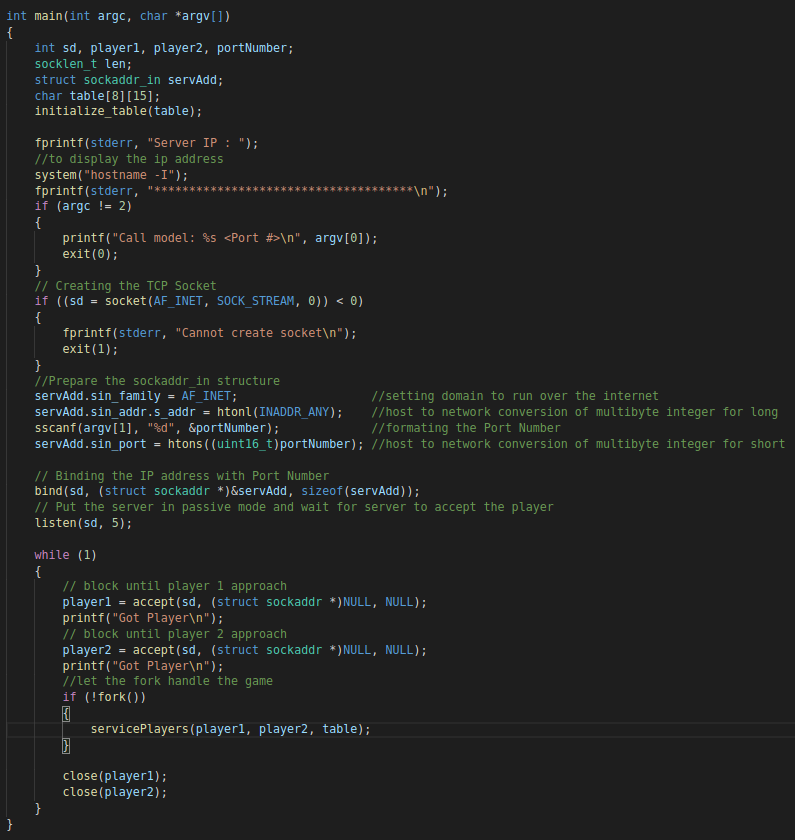 int main(int argc, char *argv[])
{
    int sd, player1, player2, portNumber;
    socklen_t len;
    struct sockaddr_in servAdd;
    char table[8][15];
    initialize_table(table);

    fprintf(stderr, "Server IP : ");
    //to display the ip address
    system("hostname -I");
    fprintf(stderr, "*************************************\n");
    if (argc != 2)
    {
        printf("Call model: %s <Port #>\n", argv[0]);
        exit(0);
    }
    // Creating the TCP Socket
    if ((sd = socket(AF_INET, SOCK_STREAM, 0)) < 0)
    {
        fprintf(stderr, "Cannot create socket\n");
        exit(1);
    }
    //Prepare the sockaddr_in structure
    servAdd.sin_family = AF_INET;                   //setting domain to run over the internet
    servAdd.sin_addr.s_addr = htonl(INADDR_ANY);    //host to network conversion of multibyte integer for long
    sscanf(argv[1], "%d", &portNumber);             //formating the Port Number
    servAdd.sin_port = htons((uint16_t)portNumber); //host to network conversion of multibyte integer for short

    // Binding the IP address with Port Number
    bind(sd, (struct sockaddr *)&servAdd, sizeof(servAdd));
    // Put the server in passive mode and wait for server to accept the player
    listen(sd, 5);

    while (1)
    {
        // block until player 1 approach
        player1 = accept(sd, (struct sockaddr *)NULL, NULL);
        printf("Got Player\n");
        // block until player 2 approach
        player2 = accept(sd, (struct sockaddr *)NULL, NULL);
        printf("Got Player\n");
        //let the fork handle the game
        if (!fork())
        {
            servicePlayers(player1, player2, table);
        }

        close(player1);
        close(player2);
    }
}